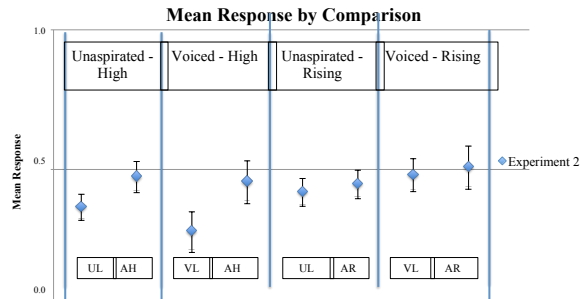 Mean Response by Comparison
1.0
Unaspirated -
High
Voiced - High
Unaspirated -
Rising
Voiced - Rising
Mean Response
0.5
Experiment 2
UL AH VL AH UL AR VL AR
0.0